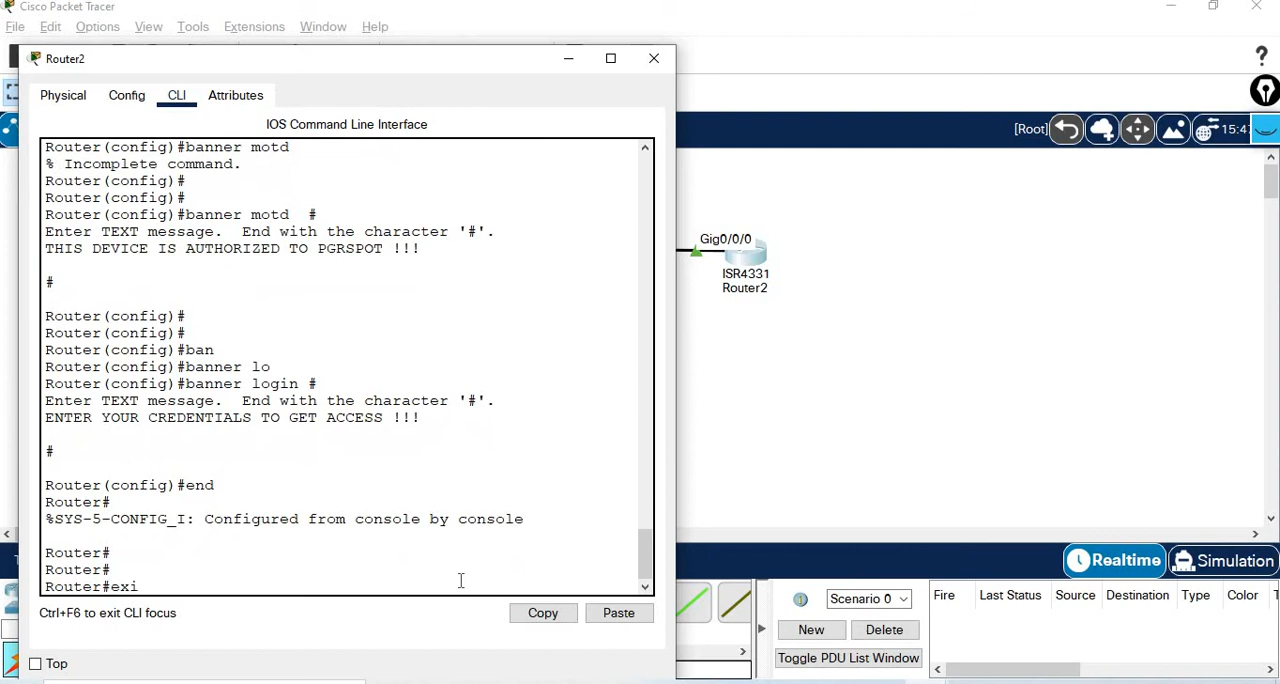 Cisco Packet Tracer
File Edit Options View Tools Extensions Window Help
Router2
Physical Config CLI Attributes
IOS Command Line Interface
Router(config)#banner motd
% Incomplete command.
Router(config)#
Router(config)#
Router(config)#banner motd  #
Enter TEXT message.  End with the character '#'.
THIS DEVICE IS AUTHORIZED TO PGRSPOT !!!
#
Router(config)#
Router(config)#
Router(config)#ban
Router(config)#banner lo
Router(config)#banner login #
Enter TEXT message.  End with the character '#'.
ENTER YOUR CREDENTIALS TO GET ACCESS !!!
#
Router(config)#end
Router#
%SYS-5-CONFIG_I: Configured from console by console
Router#
Router#
Router#exi
Ctrl+F6 to exit CLI focus
Copy Paste
Top
[Root]
Gig0/0/0
ISR4331
Router2
Realtime Simulation
Scenario 0
New Delete
Toggle PDU List Window
Fire Last Status Source Destination Type Color